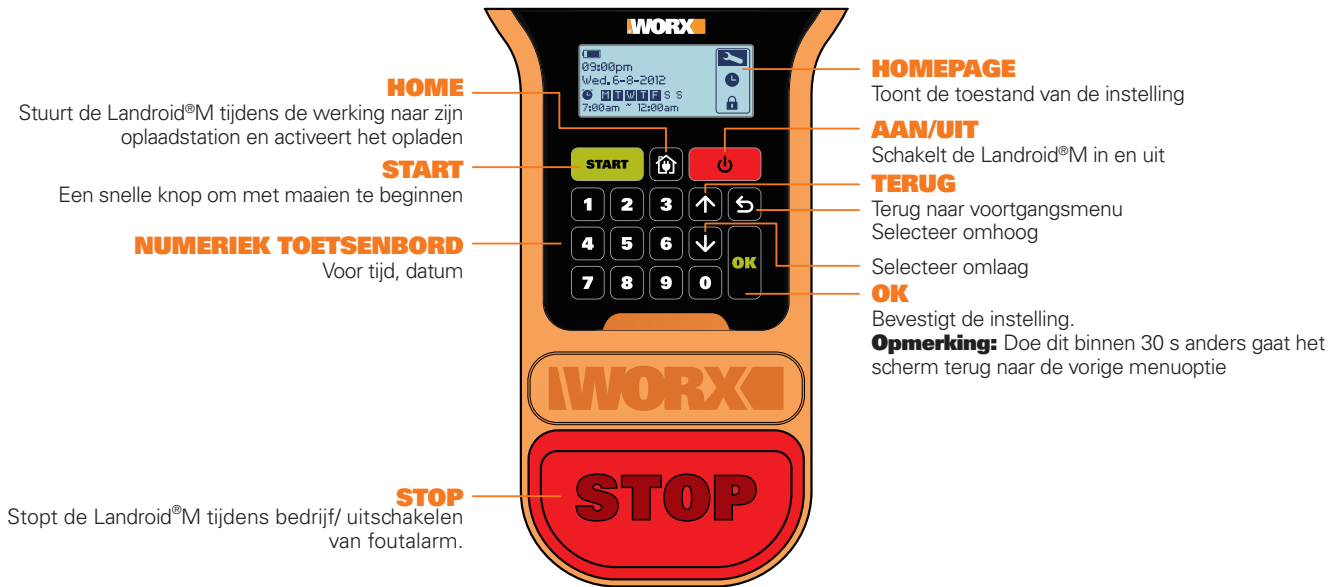 WORX
09:00pm
Wed. 6-8-2012
M T W T F S S
7:00am ~ 12:00am
HOME
Stuurt de Landroid®M tijdens de werking naar zijn
oplaadstation en activeert het opladen
START
Een snelle knop om met maaien te beginnen
NUMERIEK TOETSENBORD
Voor tijd, datum
STOP
Stopt de Landroid®M tijdens bedrijf/ uitschakelen
van foutalarm.
START
1 2 3
4 5 6
OK
7 8 9 0
WORX
STOP
HOMEPAGE
Toont de toestand van de instelling
AAN/UIT
Schakelt de Landroid®M in en uit
TERUG
Terug naar voortgangsmenu
Selecteer omhoog
Selecteer omlaag
OK
Bevestigt de instelling.
Opmerking: Doe dit binnen 30 s anders gaat het
scherm terug naar de vorige menuoptie